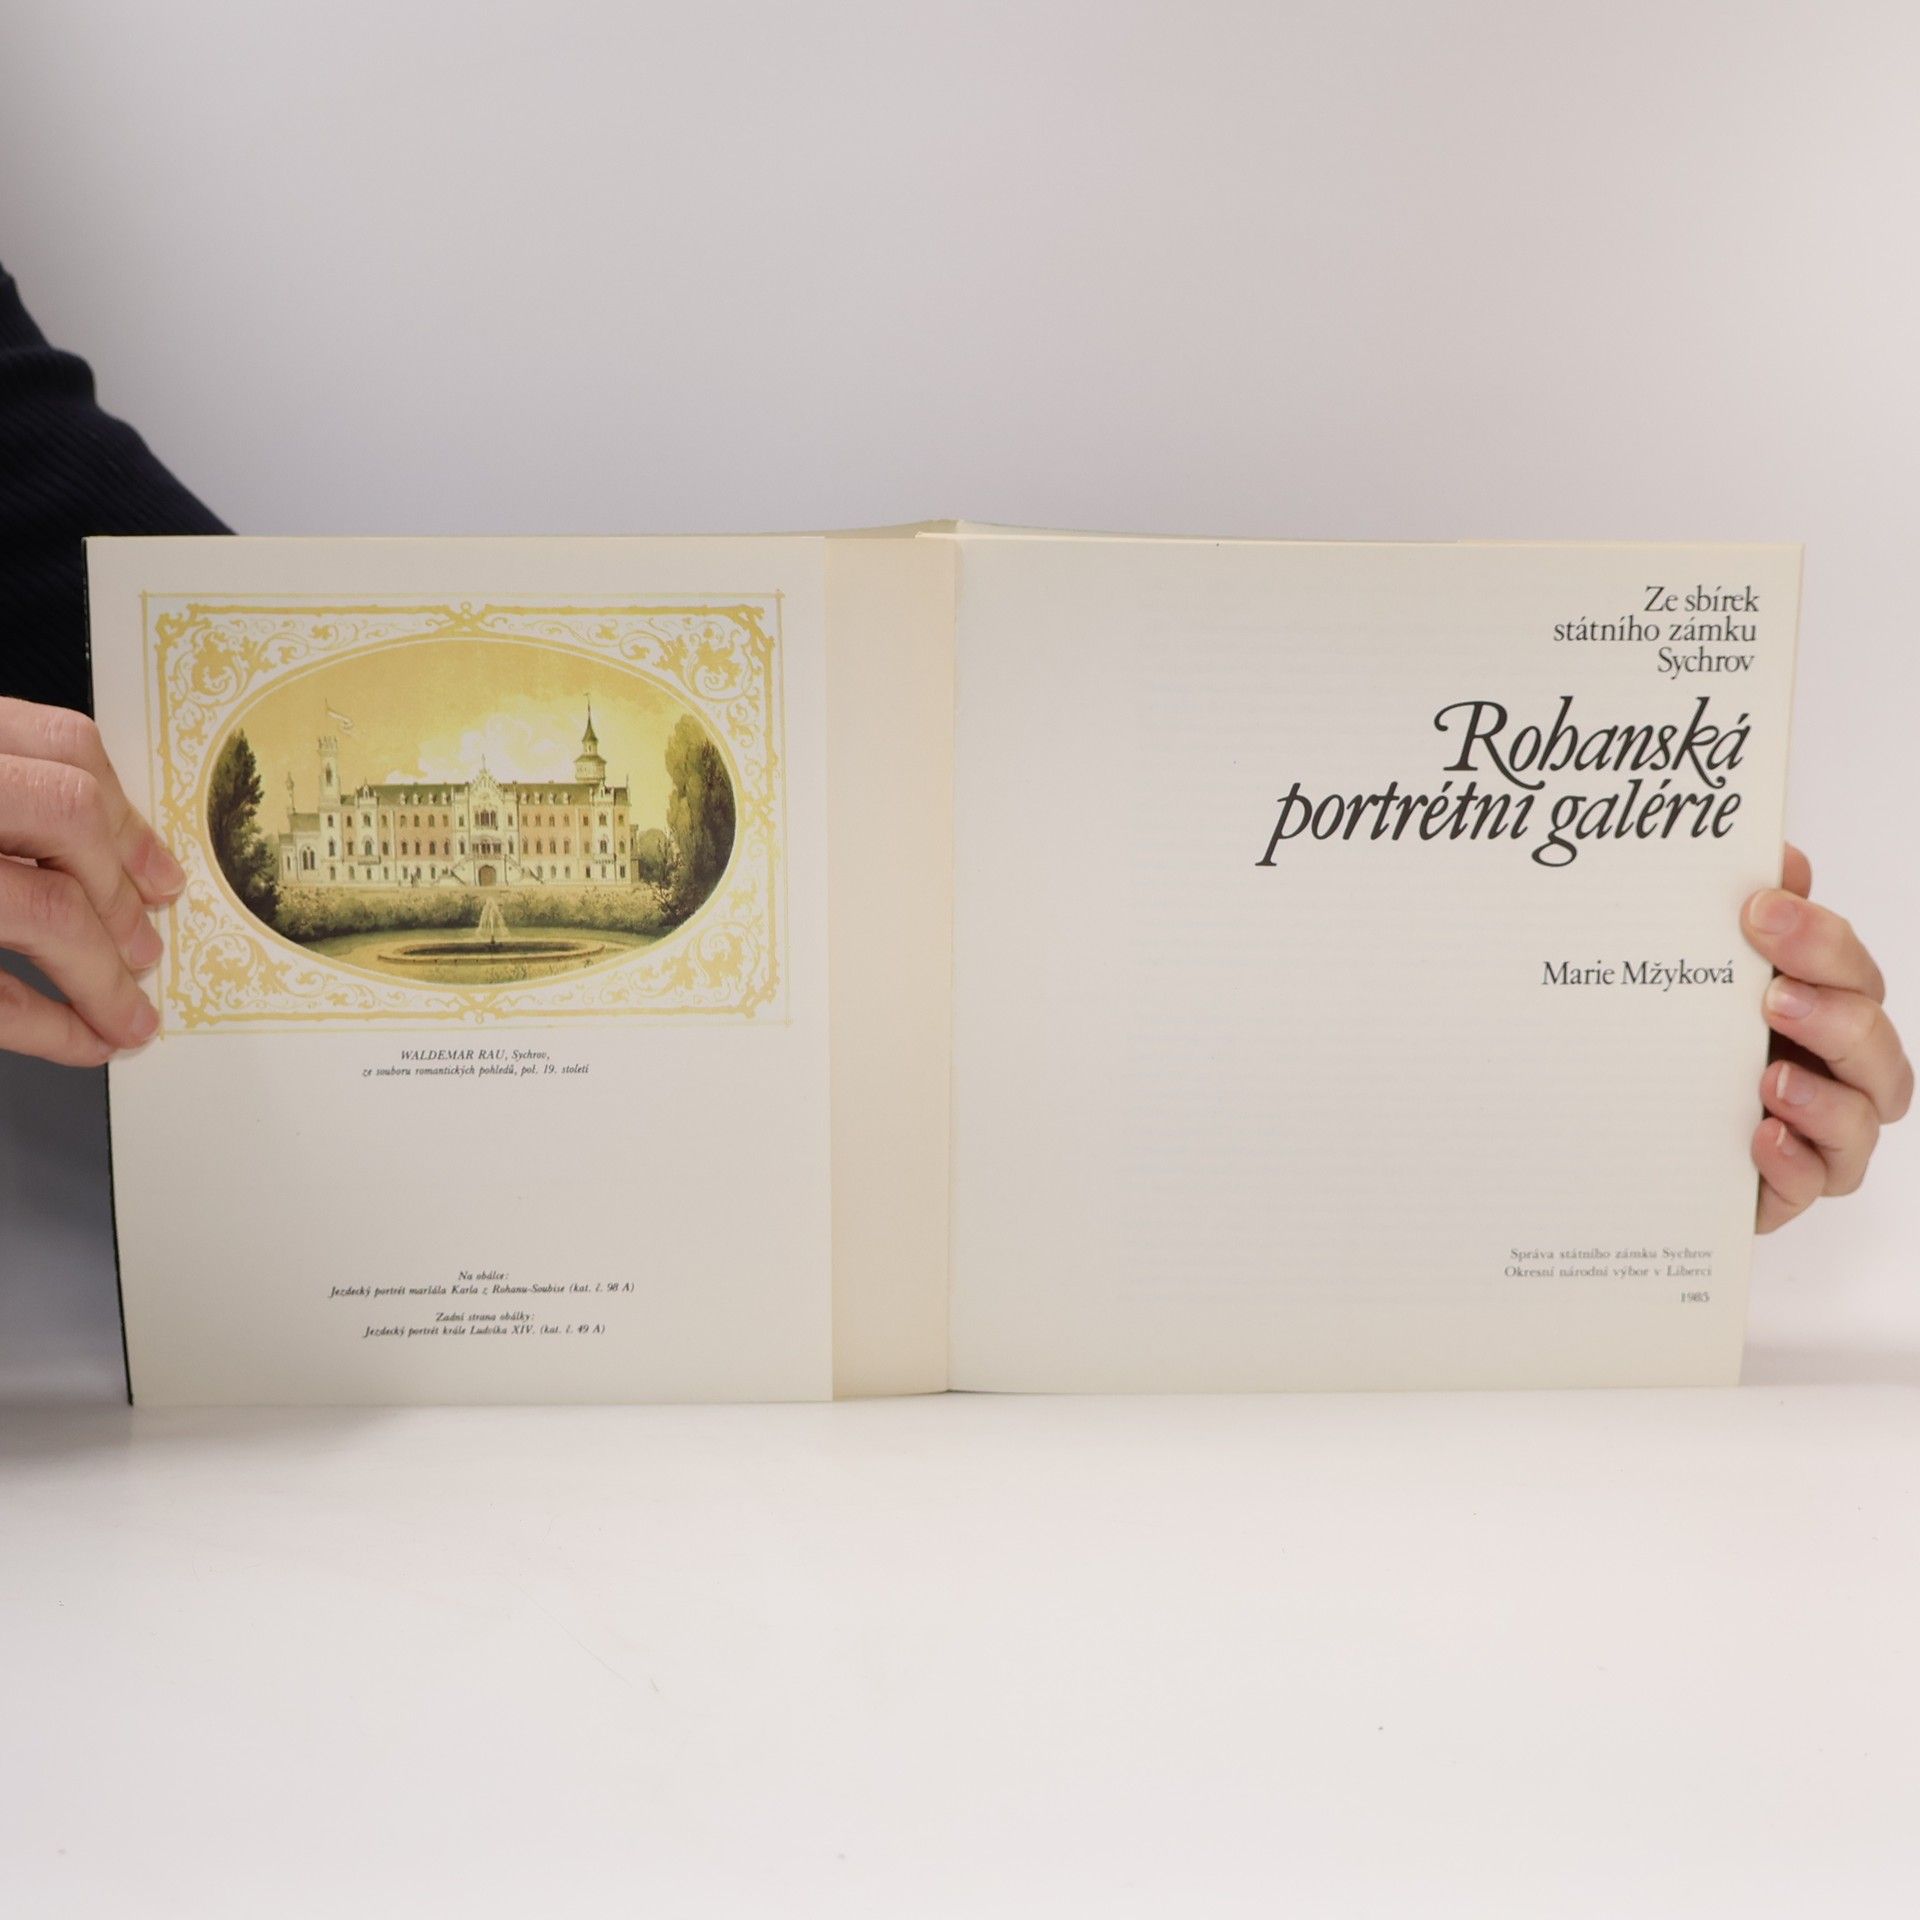 WALDEMAR RAU, Sychrov,
ze souboru romantických pohledů, pol. 19. století
Na obálce:
Jezdecký portrét maršála Karla z Rohanu-Soubise (kat. č. 98 A)
Zadní strana obálky:
Jezdecký portrét krále Ludvíka XIV. (kat. č. 49 A)
Ze sbírek
státního zámku
Sychrov
Rohanská
portrétní galérie
Marie Mžyková
Správa státního zámku Sychrov
Okresní národní výbor v Liberci
1985